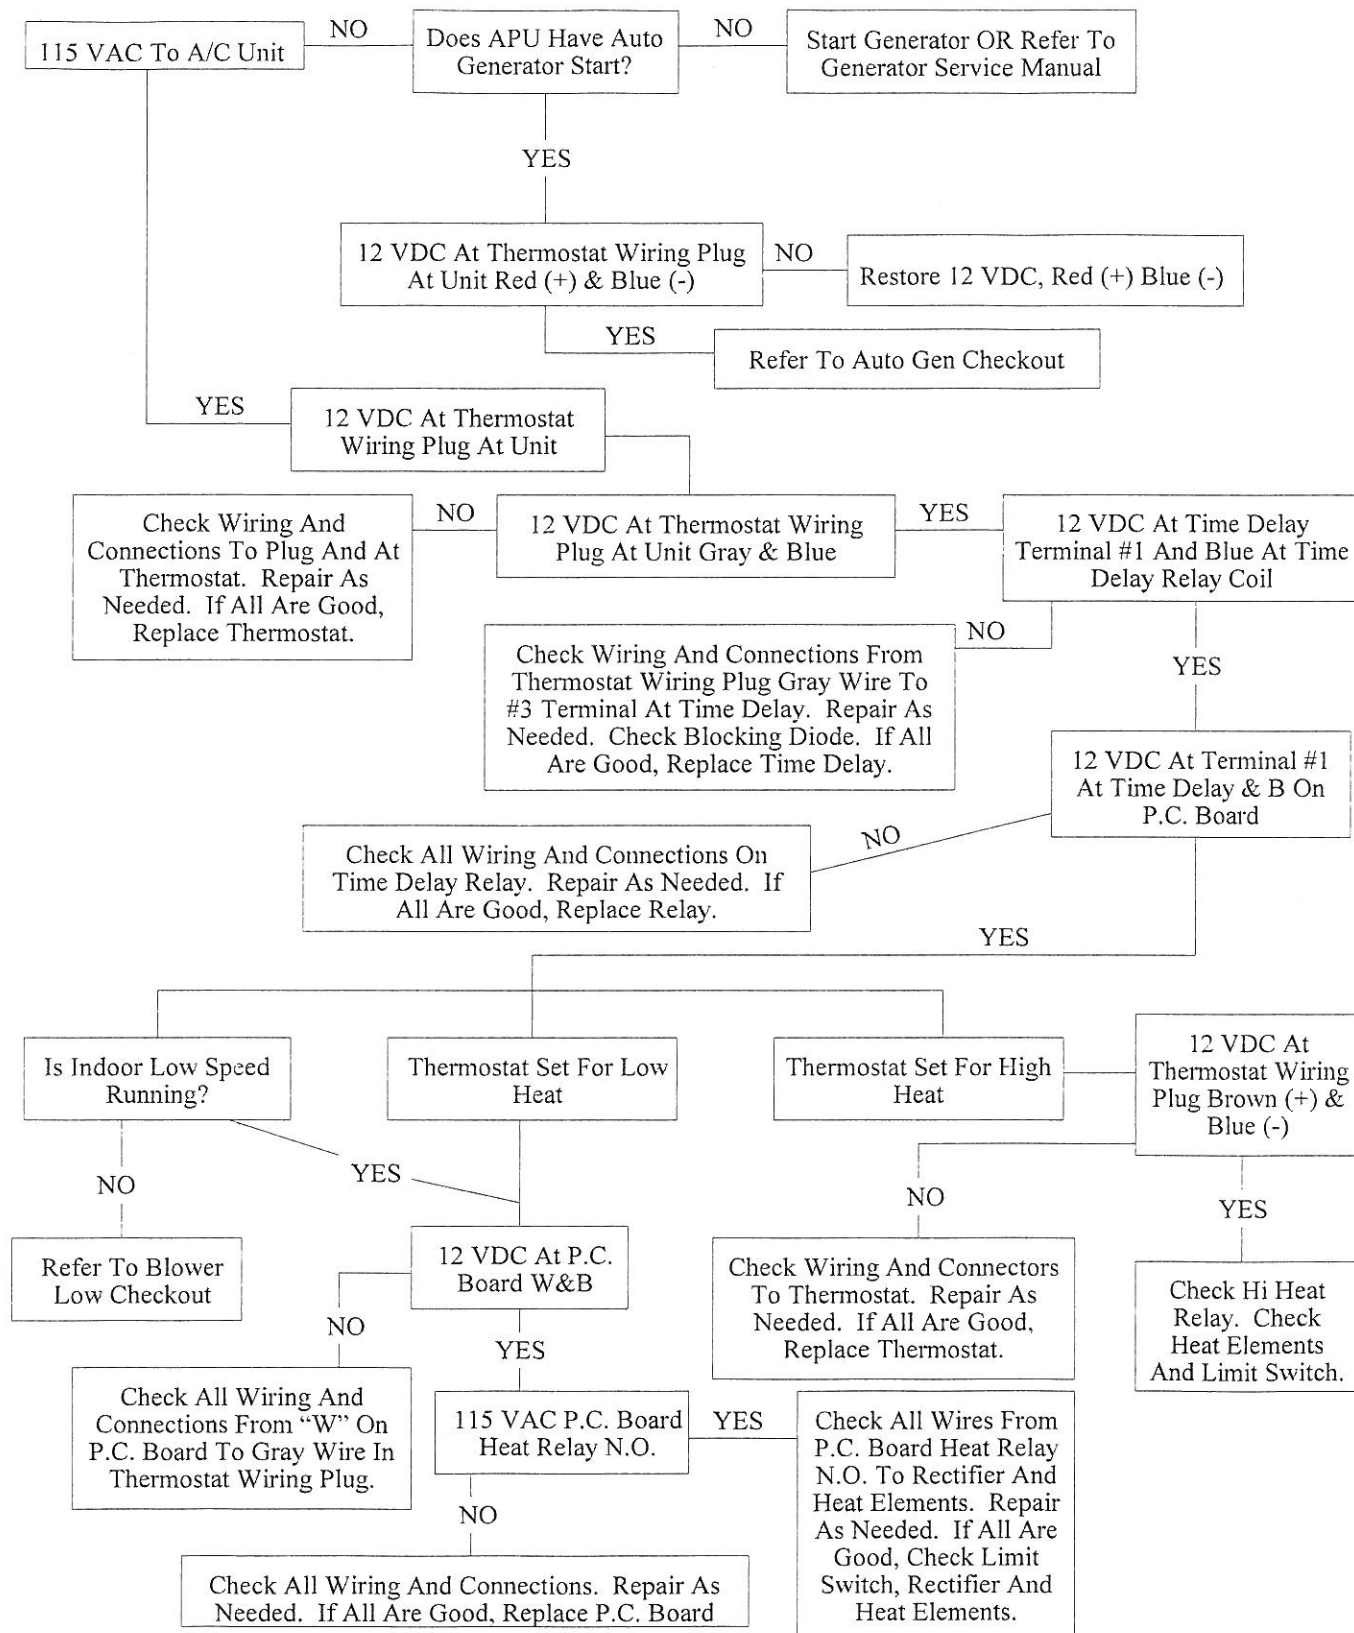 115 VAC To A/C Unit
NO
Does APU Have Auto
Generator Start?
NO
Start Generator OR Refer To
Generator Service Manual
YES
12 VDC At Thermostat Wiring Plug
At Unit Red (+) & Blue (-)
NO
Restore 12 VDC, Red (+) Blue (-)
YES
Refer To Auto Gen Checkout
YES
12 VDC At Thermostat
Wiring Plug At Unit
Check Wiring And
Connections To Plug And At
Thermostat. Repair As
Needed. If All Are Good,
Replace Thermostat.
NO
12 VDC At Thermostat Wiring
Plug At Unit Gray & Blue
YES
12 VDC At Time Delay
Terminal #1 And Blue At Time
Delay Relay Coil
NO
Check Wiring And Connections From
Thermostat Wiring Plug Gray Wire To
#3 Terminal At Time Delay. Repair As
Needed. Check Blocking Diode. If All
Are Good, Replace Time Delay.
YES
12 VDC At Terminal #1
At Time Delay & B On
P.C. Board
NO
Check All Wiring And Connections On
Time Delay Relay. Repair As Needed. If
All Are Good, Replace Relay.
YES
Is Indoor Low Speed
Running?
Thermostat Set For Low
Heat
Thermostat Set For High
Heat
12 VDC At
Thermostat Wiring
Plug Brown (+) &
Blue (-)
NO
YES
NO
YES
Refer To Blower
Low Checkout
12 VDC At P.C.
Board W&B
Check Wiring And Connectors
To Thermostat. Repair As
Needed. If All Are Good,
Replace Thermostat.
Check Hi Heat
Relay. Check
Heat Elements
And Limit Switch.
NO
YES
Check All Wiring And
Connections From “W” On
P.C. Board To Gray Wire In
Thermostat Wiring Plug.
115 VAC P.C. Board
Heat Relay N.O.
YES
Check All Wires From
P.C. Board Heat Relay
N.O. To Rectifier And
Heat Elements. Repair
As Needed. If All Are
Good, Check Limit
Switch, Rectifier And
Heat Elements.
NO
Check All Wiring And Connections. Repair As
Needed. If All Are Good, Replace P.C. Board